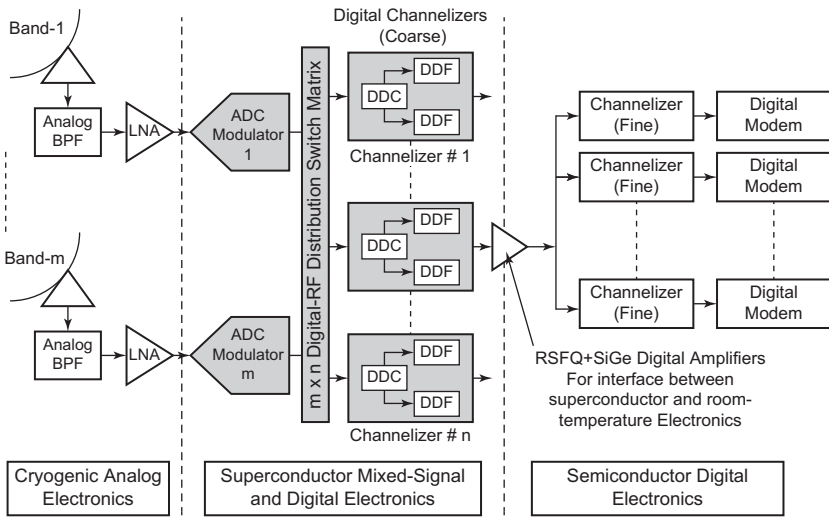 Band-1
Analog
BPF
LNA
ADC
Modulator
1
Band-m
Analog
BPF
LNA
ADC
Modulator
m
m x n Digital-RF Distribution Switch Matrix
Digital Channelizers
(Coarse)
DDC
DDF
DDF
Channelizer # 1
DDC
DDF
DDF
DDC
DDF
DDF
Channelizer # n
Channelizer
(Fine)
Digital
Modem
Channelizer
(Fine)
Digital
Modem
Channelizer
(Fine)
Digital
Modem
RSFQ+SiGe Digital Amplifiers
For interface between
superconductor and room-
temperature Electronics
Cryogenic Analog
Electronics
Superconductor Mixed-Signal
and Digital Electronics
Semiconductor Digital
Electronics